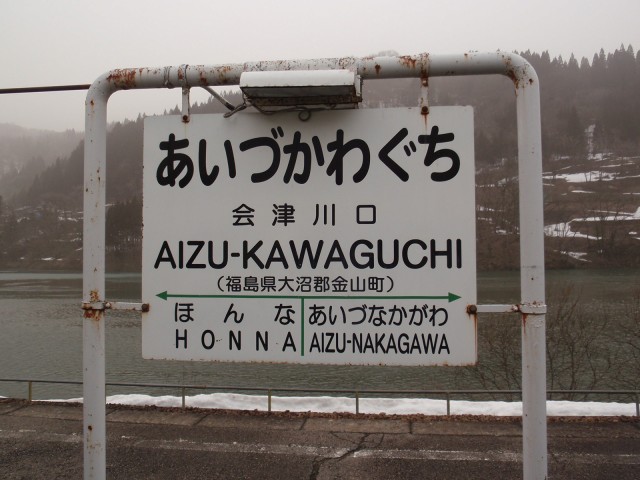 あいづかわぐち
会津川口
AIZU-KAWAGUCHI
(福島県大沼郡金山町)
ほんな あいづなかがわ
HONNA AIZU-NAKAGAWA